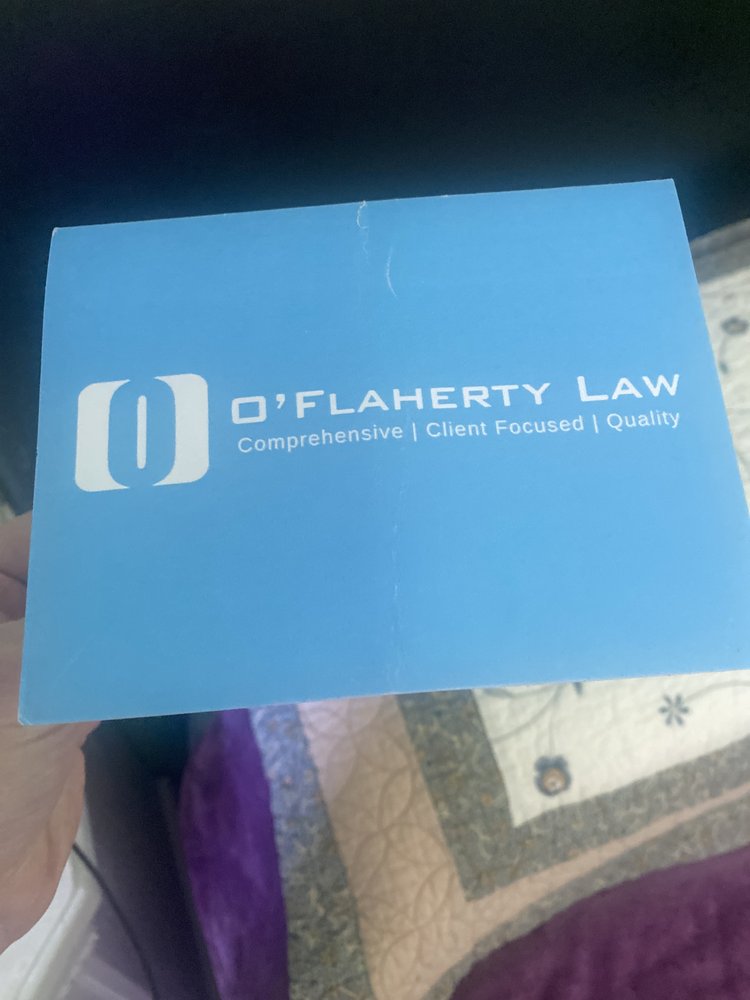 O'FLAHERTY LAW
Comprehensive | Client Focused | Quality